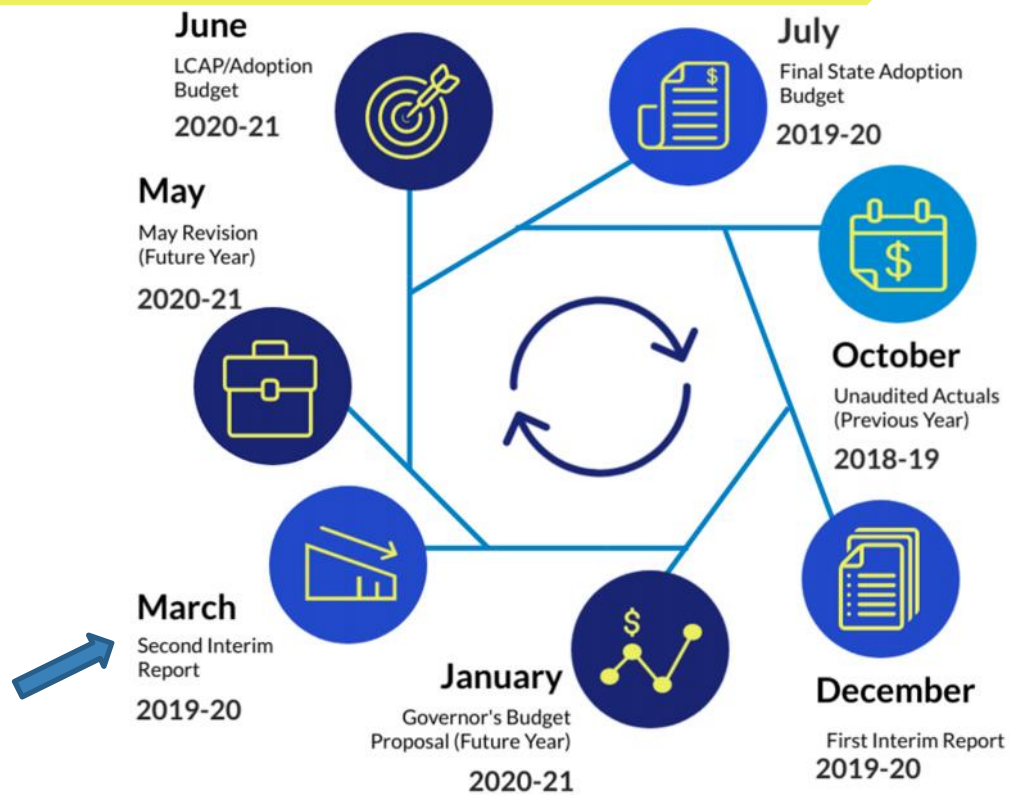 June
LCAP/Adoption
Budget
2020-21
July
Final State Adoption
Budget
2019-20
$
May
May Revision
(Future Year)
2020-21
$
October
Unaudited Actuals
(Previous Year)
2018-19
March
Second Interim
Report
2019-20
$
January
Governor's Budget
Proposal (Future Year)
2020-21
December
First Interim Report
2019-20